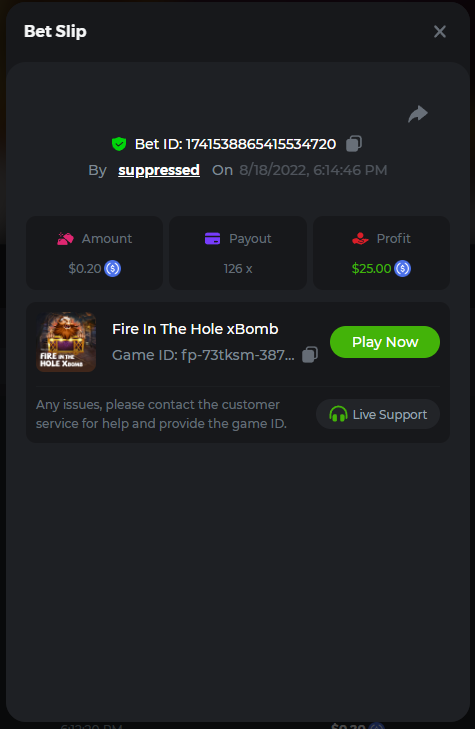 Bet Slip
Bet ID: 1741538865415534720
By suppressed On 8/18/2022, 6:14:46 PM
Amount
Payout
Profit
$0.20
126 x
$25.00
FIRE IN THE
HOLE XBOMB
Fire In The Hole xBomb
Game ID: fp-73tksm-387...
Play Now
Any issues, please contact the customer
service for help and provide the game ID.
Live Support